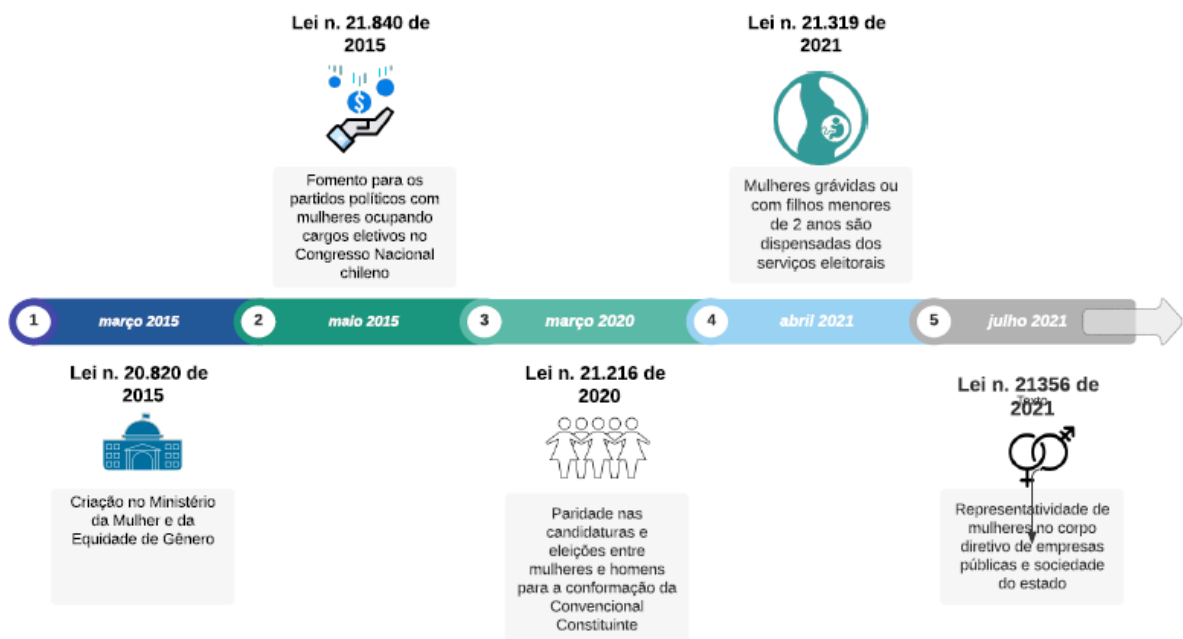 Lei n. 21.840 de
2015
Fomento para os
partidos políticos com
mulheres ocupando
cargos eletivos no
Congresso Nacional
chileno
Lei n. 21.319 de
2021
Mulheres grávidas ou
com filhos menores
de 2 anos são
dispensadas dos
serviços eleitorais
1 março 2015 2 maio 2015 3 março 2020 4 abril 2021 5 julho 2021
Lei n. 20.820 de
2015
Criação no Ministério
da Mulher e da
Equidade de Gênero
Lei n. 21.216 de
2020
Paridade nas
candidaturas e
eleições entre
mulheres e homens
para a conformação da
Convencional
Constituinte
Lei n. 21356 de
2021
Texto
Representatividade de
mulheres no corpo
diretivo de empresas
públicas e sociedade
do estado